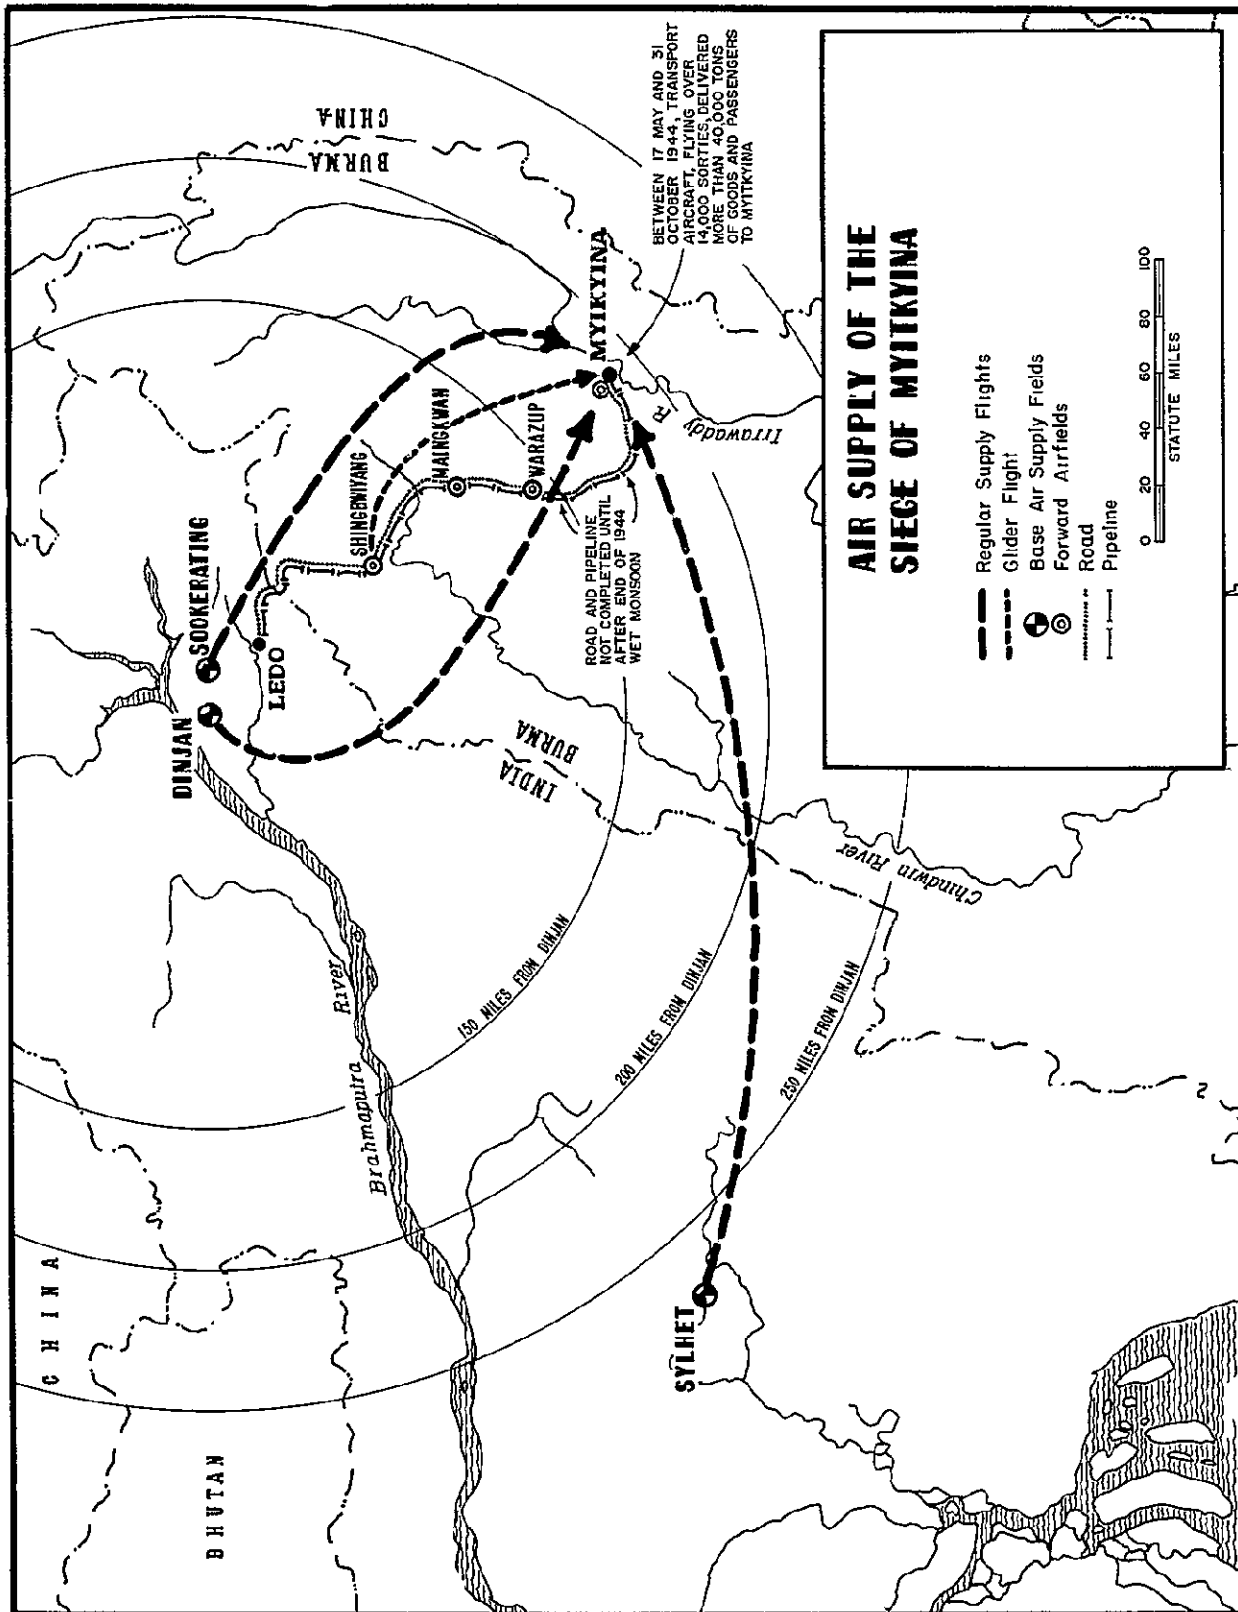 AIR SUPPLY OF THE
SIEGE OF MYITKYINA
Regular Supply Flights
Glider Flight
Base Air Supply Fields
Forward Airfields
Road
Pipeline
0 20 40 60 80 100
STATUTE MILES
CHINA
BHUTAN
Brahmaputra River
DINJAN
SOOKERATING
LEDO
SHINGBWIYANG
MAINGKWAN
WARAZUP
MYIKYINA
CHINA
BURMA
INDIA
BURMA
Irrawaddy R.
Chindwin River
SYLHET
150 MILES FROM DINJAN
200 MILES FROM DINJAN
250 MILES FROM DINJAN
ROAD AND PIPELINE
NOT COMPLETED UNTIL
AFTER END OF 1944
WET MONSOON
BETWEEN 17 MAY AND 31
OCTOBER 1944, TRANSPORT
AIRCRAFT, FLYING OVER
14,000 SORTIES, DELIVERED
MORE THAN 40,000 TONS
OF GOODS AND PASSENGERS
TO MYITKYINA